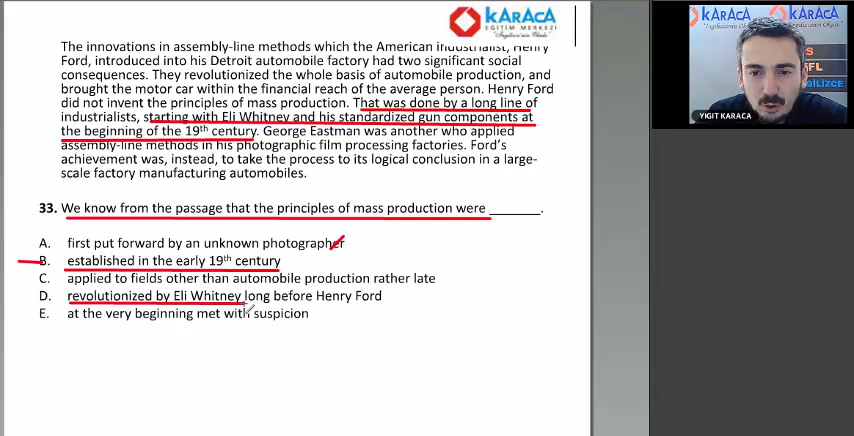 KARACA
EĞİTİM MERKEZİ
"İngilizcenin Okulu"
The innovations in assembly-line methods which the American industrialist, Henry
Ford, introduced into his Detroit automobile factory had two significant social
consequences. They revolutionized the whole basis of automobile production, and
brought the motor car within the financial reach of the average person. Henry Ford
did not invent the principles of mass production. That was done by a long line of
industrialists, starting with Eli Whitney and his standardized gun components at
the beginning of the 19th century. George Eastman was another who applied
assembly-line methods in his photographic film processing factories. Ford's
achievement was, instead, to take the process to its logical conclusion in a large-
scale factory manufacturing automobiles.
33. We know from the passage that the principles of mass production were _______.
A. first put forward by an unknown photographer
B. established in the early 19th century
C. applied to fields other than automobile production rather late
D. revolutionized by Eli Whitney long before Henry Ford
E. at the very beginning met with suspicion
KARACA KARACA
YIGIT KARACA